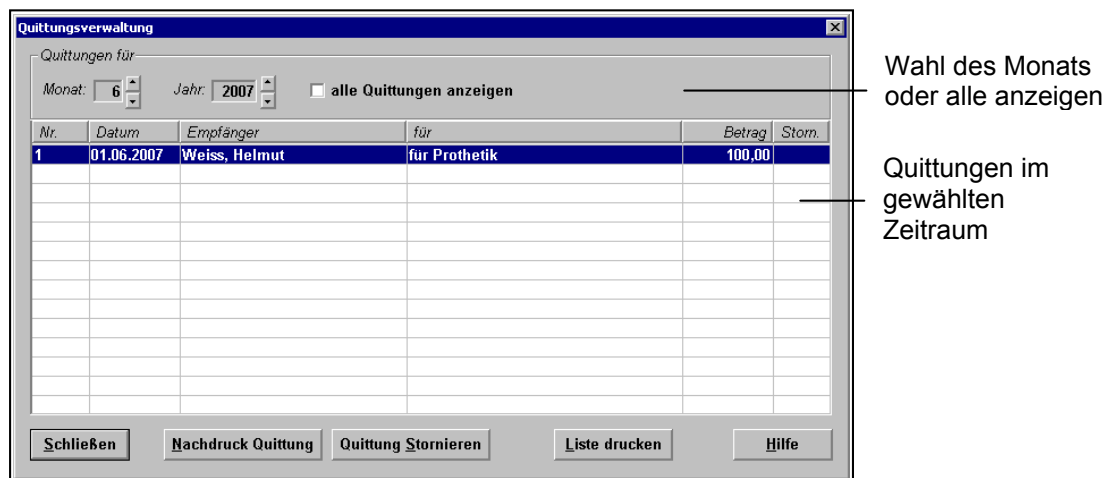 Quittungsverwaltung
Quittungen für
Monat: 6 Jahr: 2007 alle Quittungen anzeigen
Nr. Datum Empfänger für Betrag Storn.
1 01.06.2007 Weiss, Helmut für Prothetik 100,00
Schließen Nachdruck Quittung Quittung Stornieren Liste drucken Hilfe
Wahl des Monats
oder alle anzeigen
Quittungen im
gewählten
Zeitraum